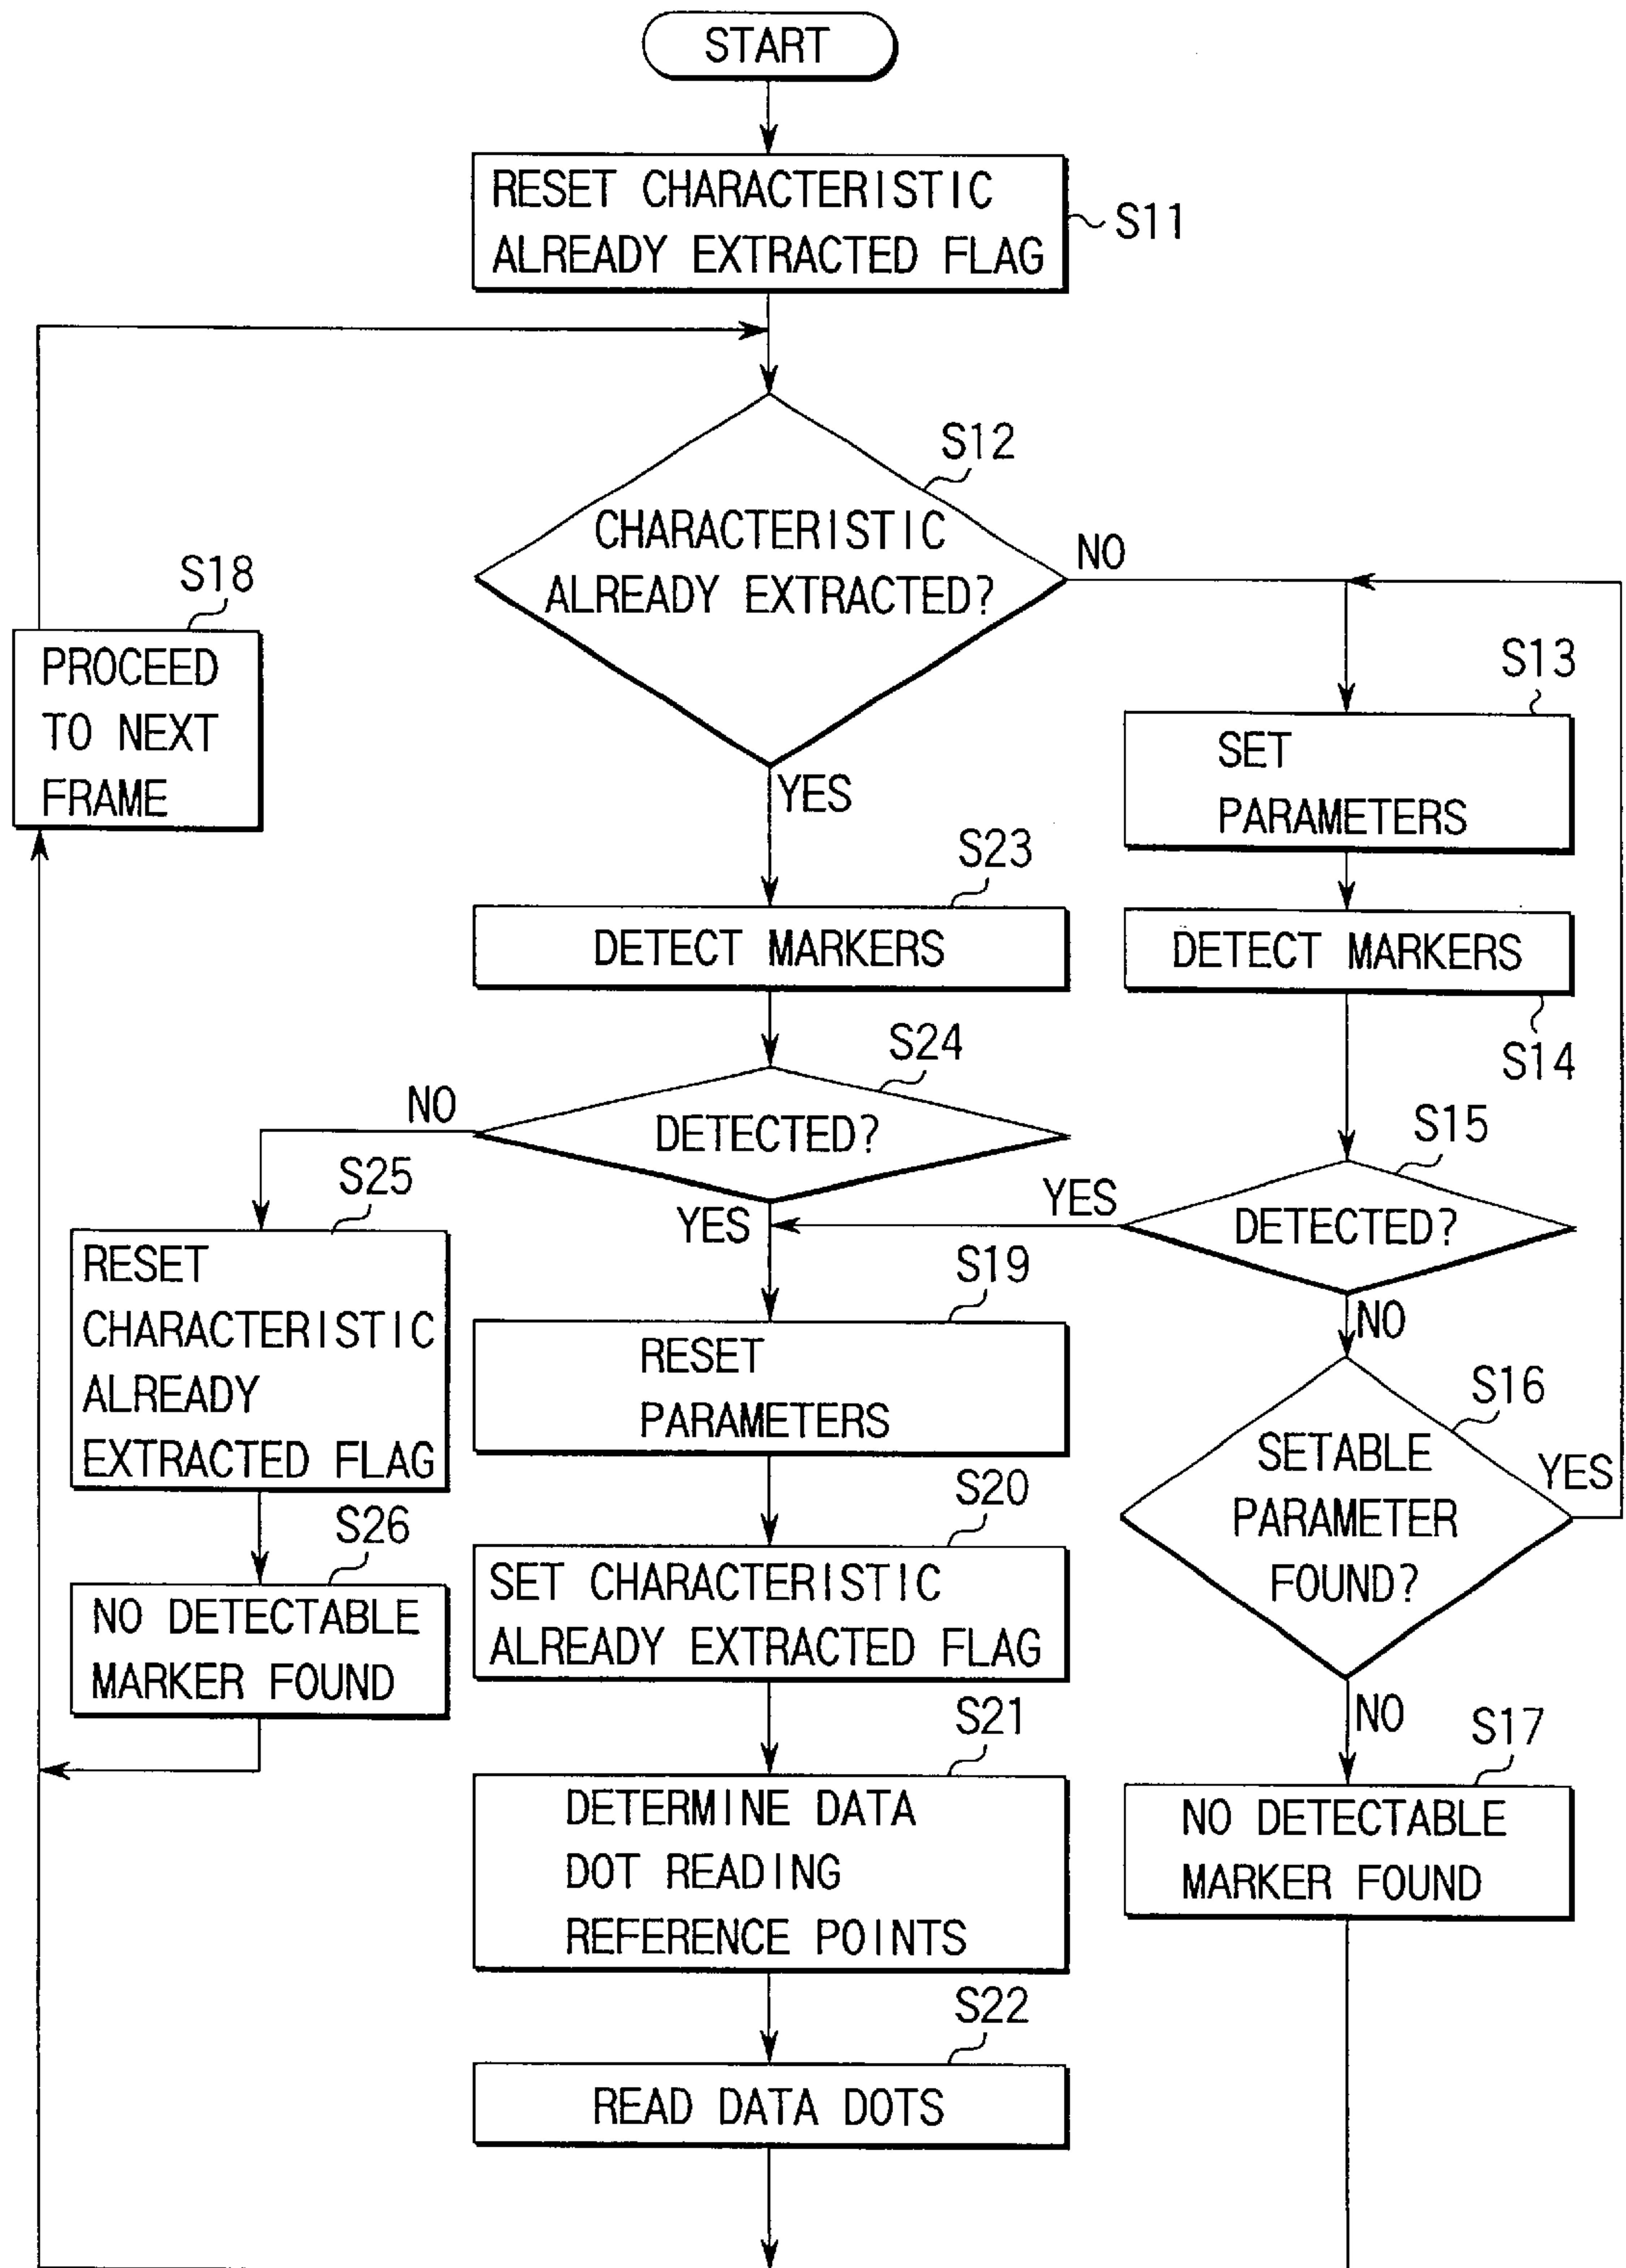 START
RESET CHARACTERISTIC
ALREADY EXTRACTED FLAG
S11
S12
CHARACTERISTIC
ALREADY EXTRACTED?
NO
YES
S18
PROCEED
TO NEXT
FRAME
S13
SET
PARAMETERS
S23
DETECT MARKERS
DETECT MARKERS
S14
S24
DETECTED?
NO
YES
S15
DETECTED?
YES
NO
S25
RESET
CHARACTERISTIC
ALREADY
EXTRACTED FLAG
S19
RESET
PARAMETERS
S16
SETABLE
PARAMETER
FOUND?
YES
NO
S26
NO DETECTABLE
MARKER FOUND
S20
SET CHARACTERISTIC
ALREADY EXTRACTED FLAG
S21
DETERMINE DATA
DOT READING
REFERENCE POINTS
S17
NO DETECTABLE
MARKER FOUND
S22
READ DATA DOTS